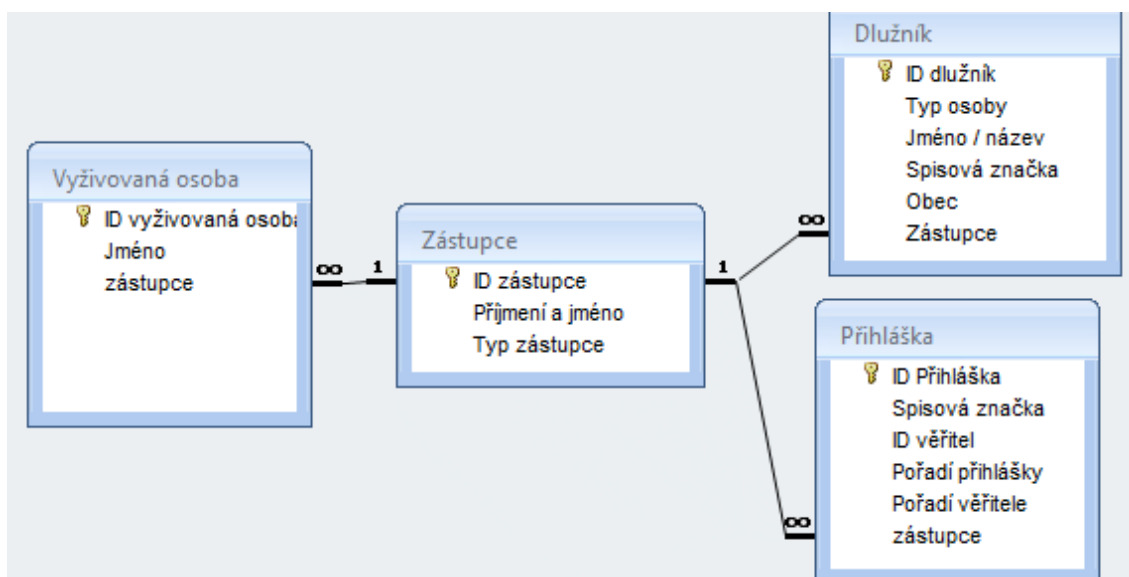 Vyživovaná osoba
ID vyživovaná osoba
Jméno
zástupce
∞
1
Zástupce
ID zástupce
Příjmení a jméno
Typ zástupce
1
∞
∞
Dlužník
ID dlužník
Typ osoby
Jméno / název
Spisová značka
Obec
Zástupce
Přihláška
ID Přihláška
Spisová značka
ID věřitel
Pořadí přihlášky
Pořadí věřitele
zástupce